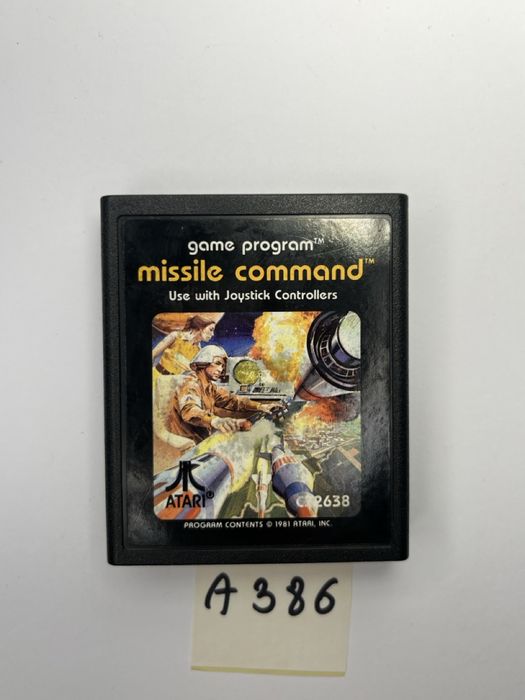 game program™
missile command™
Use with Joystick Controllers
ATARI®
CX2638
PROGRAM CONTENTS © 1981 ATARI, INC.
A386